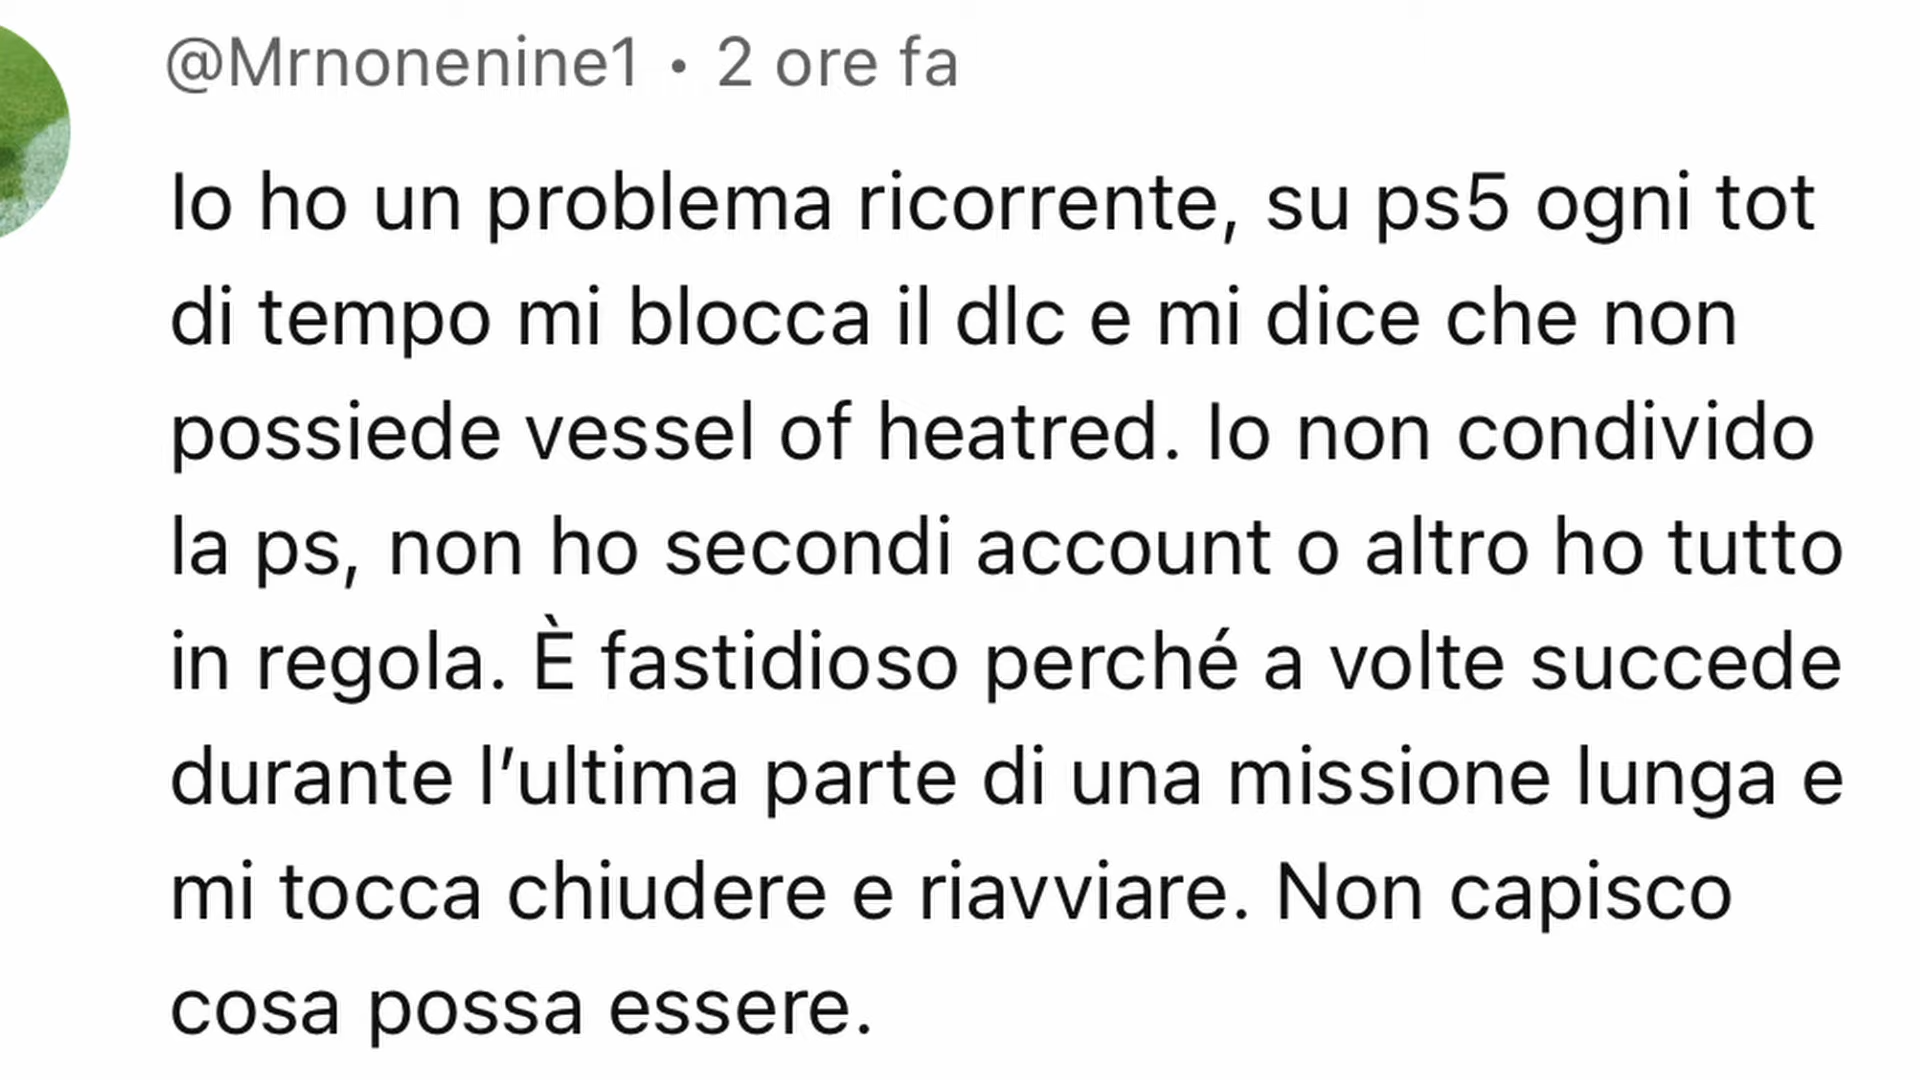 @Mrnonenine1 • 2 ore fa
Io ho un problema ricorrente, su ps5 ogni tot
di tempo mi blocca il dlc e mi dice che non
possiede vessel of heatred. Io non condivido
la ps, non ho secondi account o altro ho tutto
in regola. È fastidioso perché a volte succede
durante l’ultima parte di una missione lunga e
mi tocca chiudere e riavviare. Non capisco
cosa possa essere.